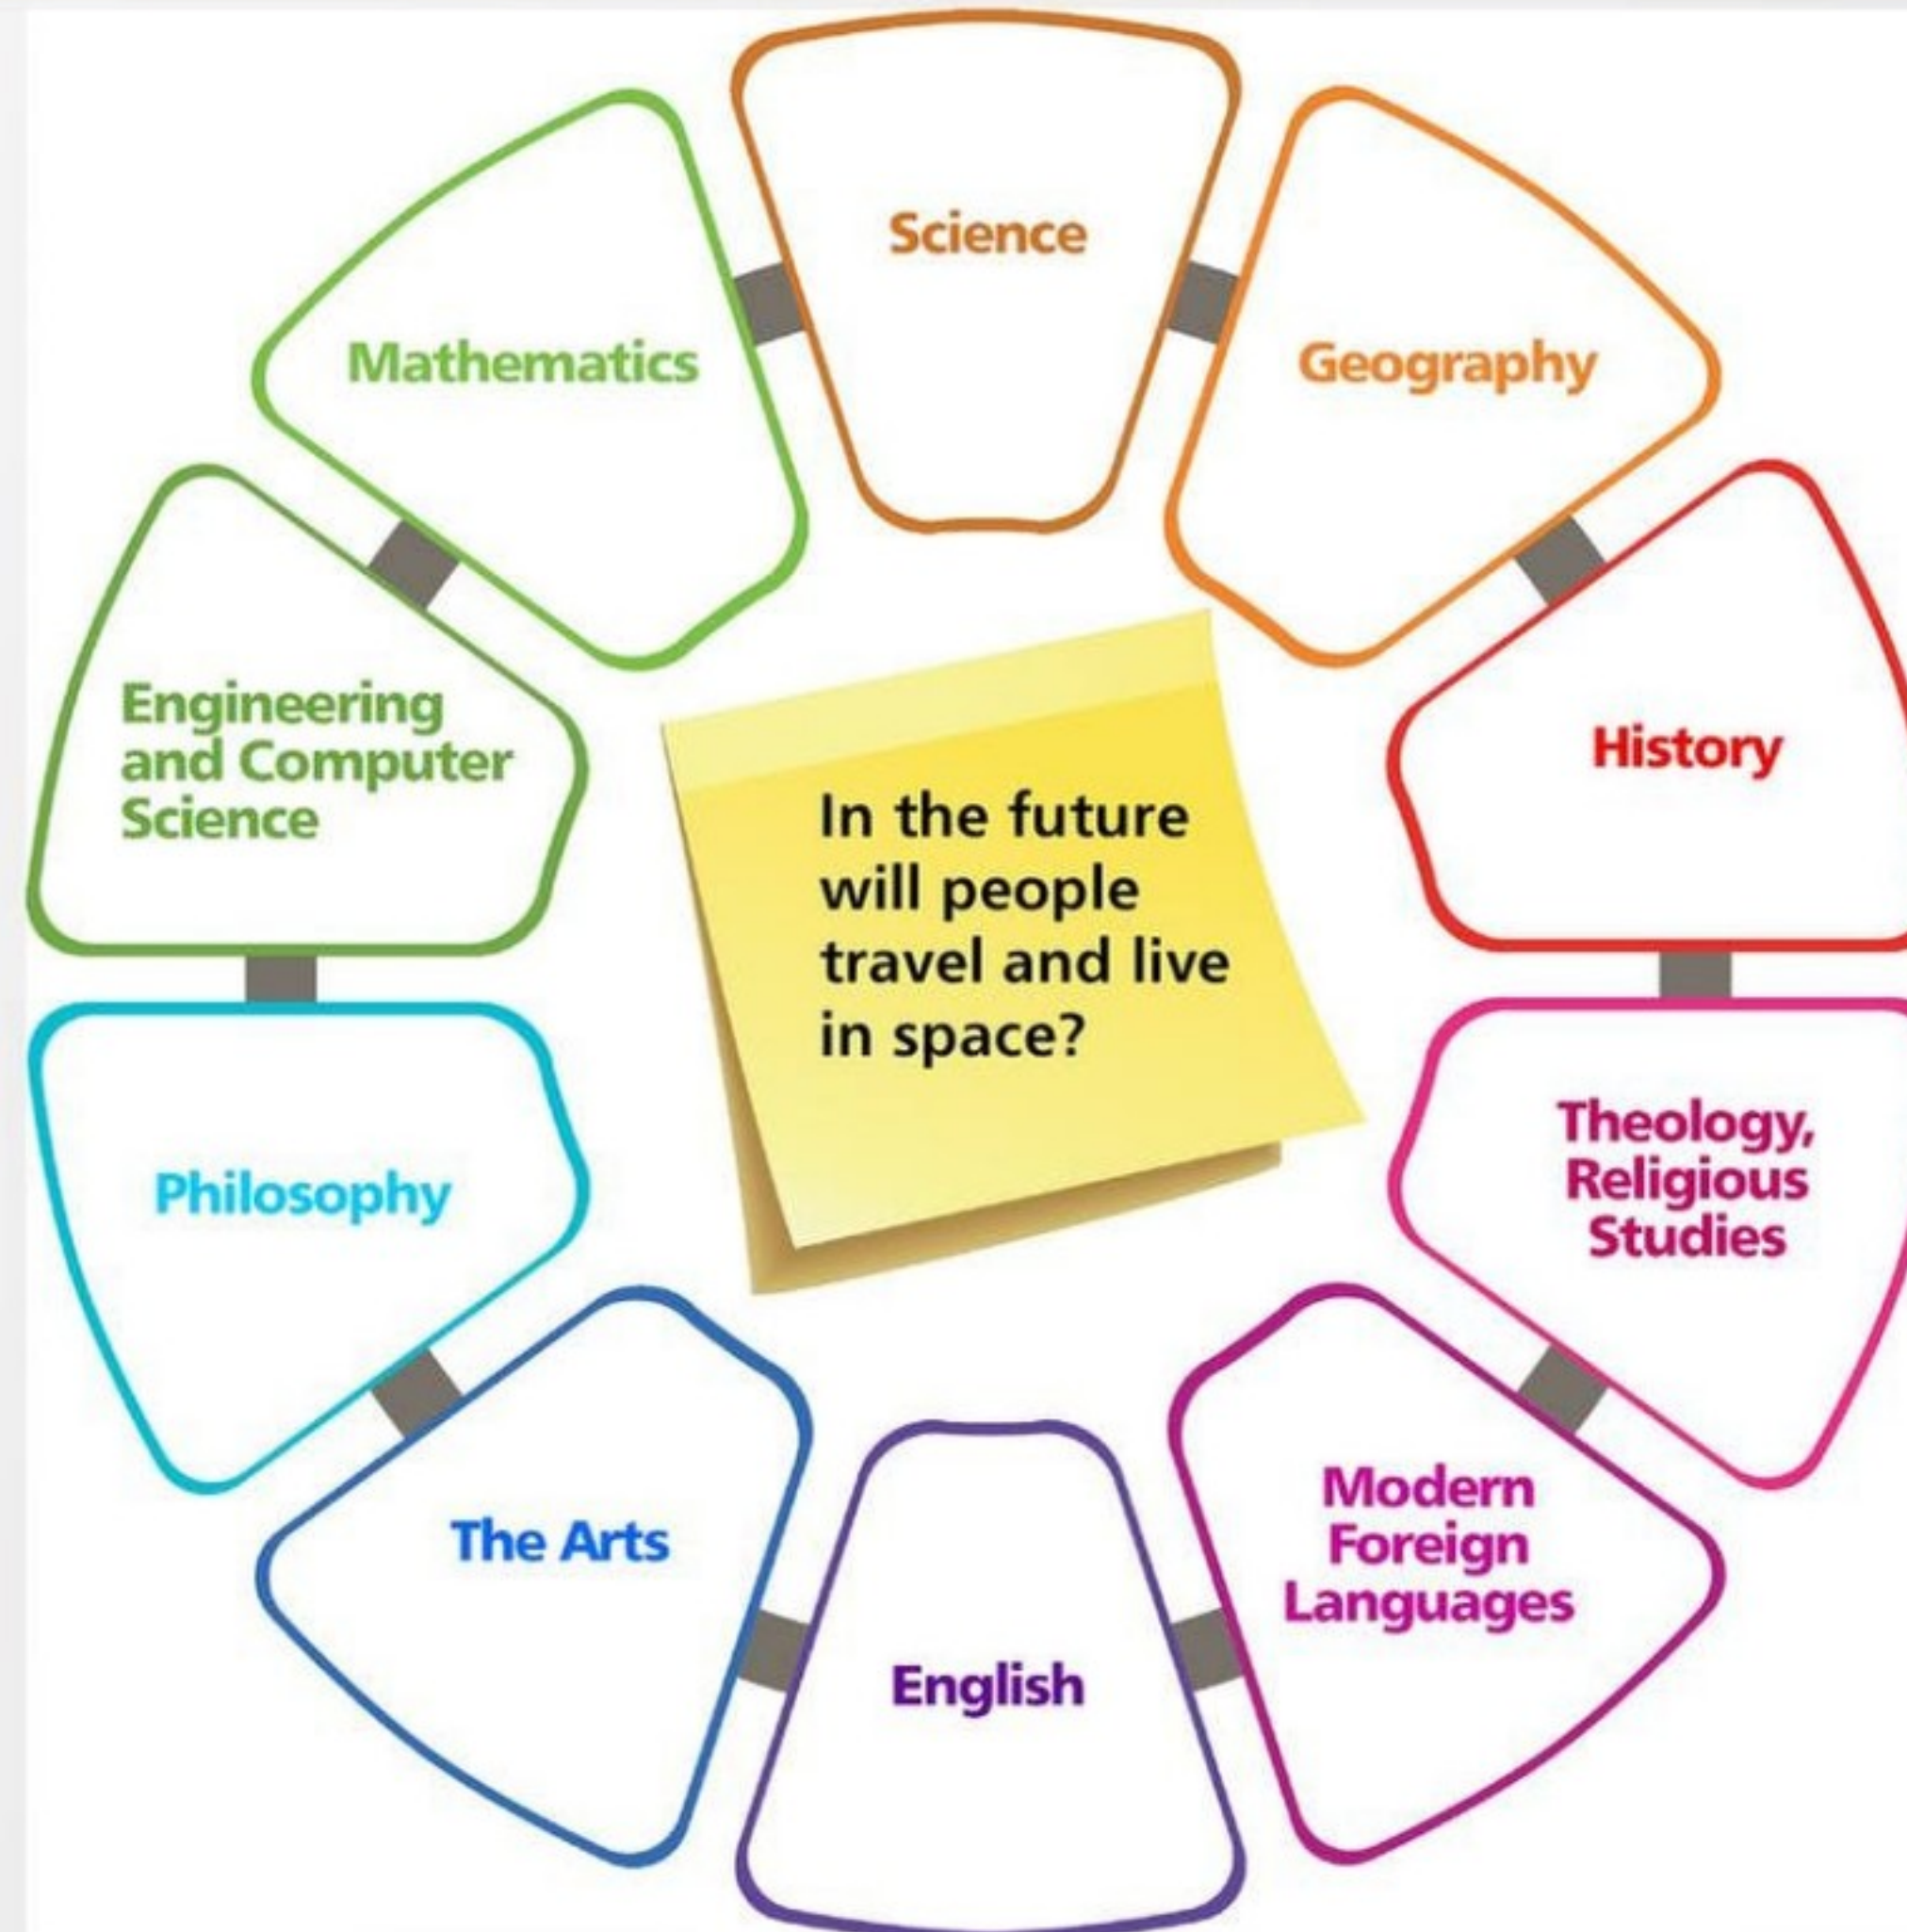 Science
Mathematics
Geography
Engineering
and Computer
Science
History
In the future
will people
travel and live
in space?
Philosophy
Theology,
Religious
Studies
The Arts
Modern
Foreign
Languages
English